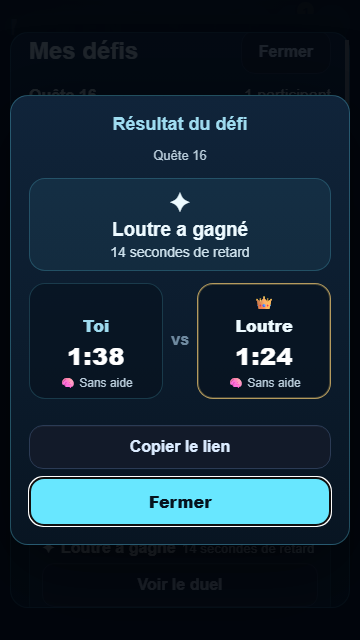 Mes défis
Fermer
Quête 16
1 participant
Résultat du défi
Quête 16
Loutre a gagné
14 secondes de retard
Toi
1:38
Sans aide
vs
Loutre
1:24
Sans aide
Copier le lien
Fermer
Loutre a gagné 14 secondes de retard
Voir le duel